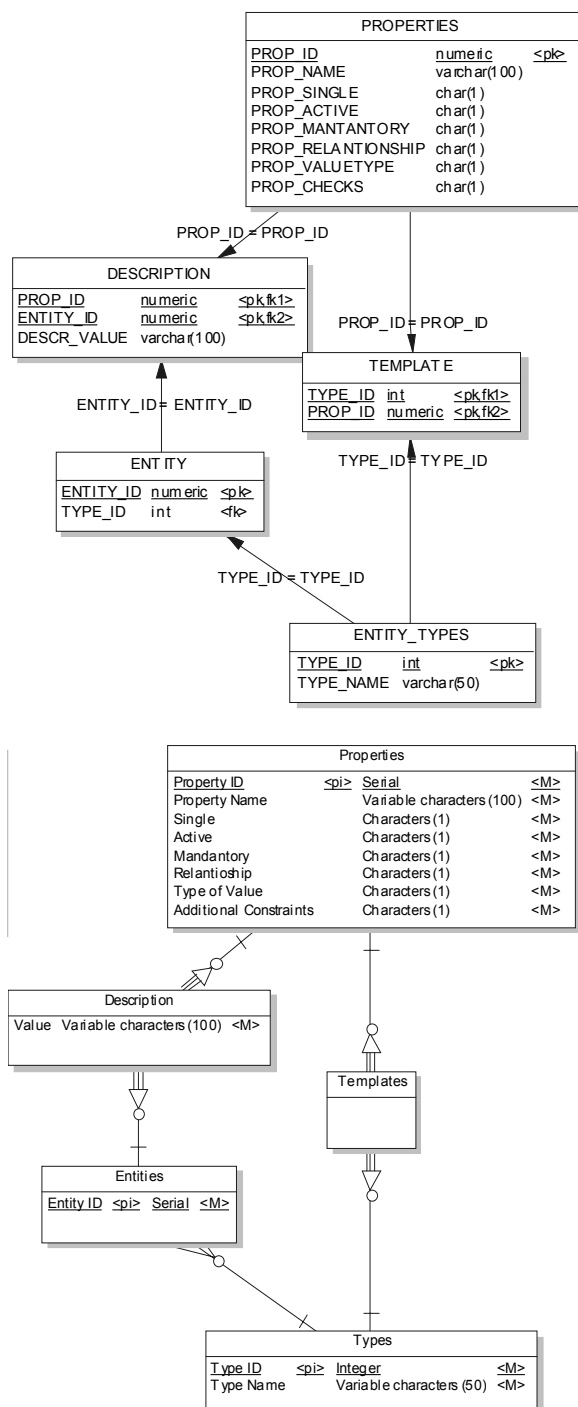 PROPERTIES
PROP_ID numeric <pk>
PROP_NAME varchar(100)
PROP_SINGLE char(1)
PROP_ACTIVE char(1)
PROP_MANTANTORY char(1)
PROP_RELANTIONSHIP char(1)
PROP_VALUETYPE char(1)
PROP_CHECKS char(1)
PROP_ID = PROP_ID
DESCRIPTION
PROP_ID numeric <pk,fk1>
ENTITY_ID numeric <pk,fk2>
DESCR_VALUE varchar(100)
PROP_ID = PROP_ID
TEMPLATE
TYPE_ID int <pk,fk1>
PROP_ID numeric <pk,fk2>
ENTITY_ID = ENTITY_ID
ENTITY
ENTITY_ID numeric <pk>
TYPE_ID int <fk>
TYPE_ID = TYPE_ID
TYPE_ID = TYPE_ID
ENTITY_TYPES
TYPE_ID int <pk>
TYPE_NAME varchar(50)
Properties
Property ID <pi> Serial <M>
Property Name Variable characters (100) <M>
Single Characters (1) <M>
Active Characters (1) <M>
Mandantory Characters (1) <M>
Relantioship Characters (1) <M>
Type of Value Characters (1) <M>
Additional Constraints Characters (1) <M>
Description
Value Variable characters (100) <M>
Templates
Entities
Entity ID <pi> Serial <M>
Types
Type ID <pi> Integer <M>
Type Name Variable characters (50) <M>